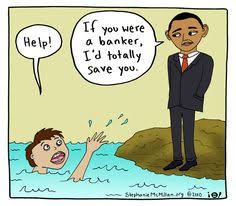 Help!
If you were
a banker,
I'd totally
save you.
StephanieMcMillan.org ©2010